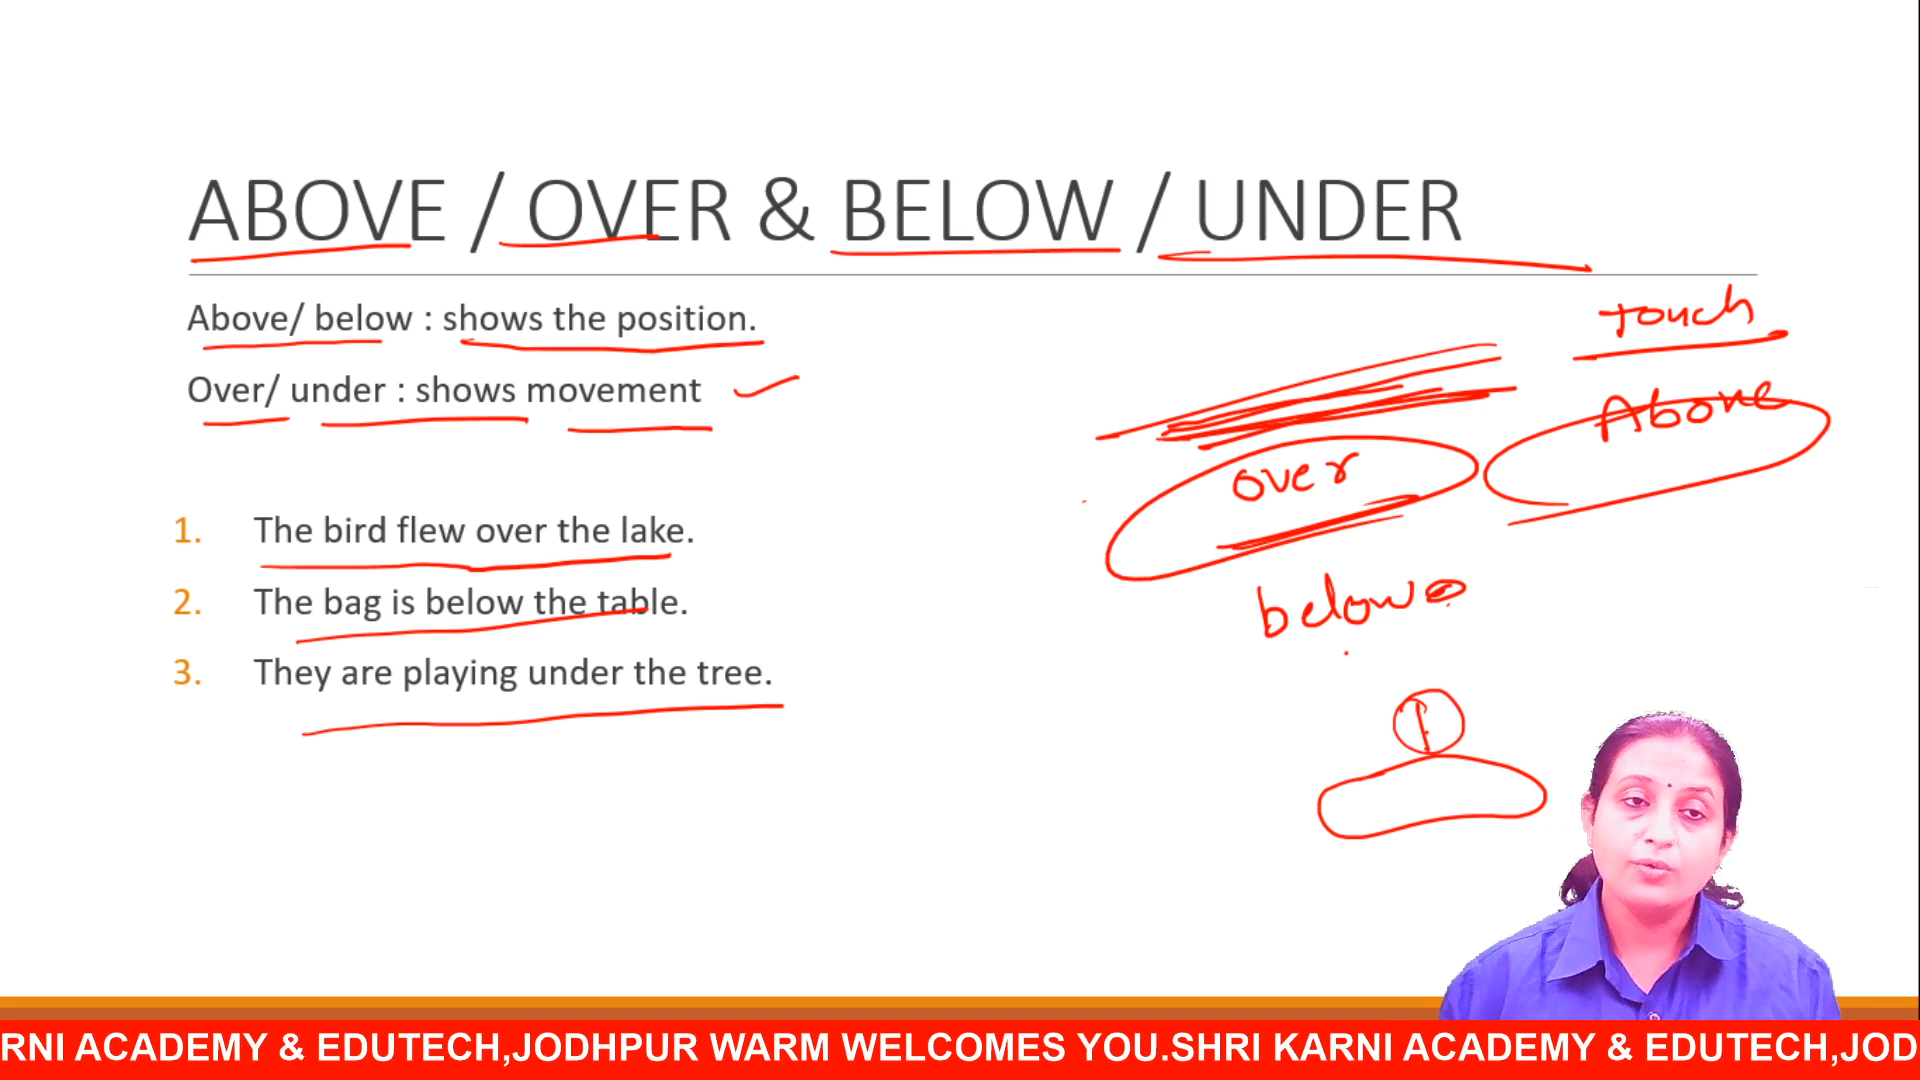 ABOVE / OVER & BELOW / UNDER
Above/ below : shows the position.
Over/ under : shows movement
1. The bird flew over the lake.
2. The bag is below the table.
3. They are playing under the tree.
touch
Above
over
below
RNI ACADEMY & EDUTECH,JODHPUR WARM WELCOMES YOU.SHRI KARNI ACADEMY & EDUTECH,JOD